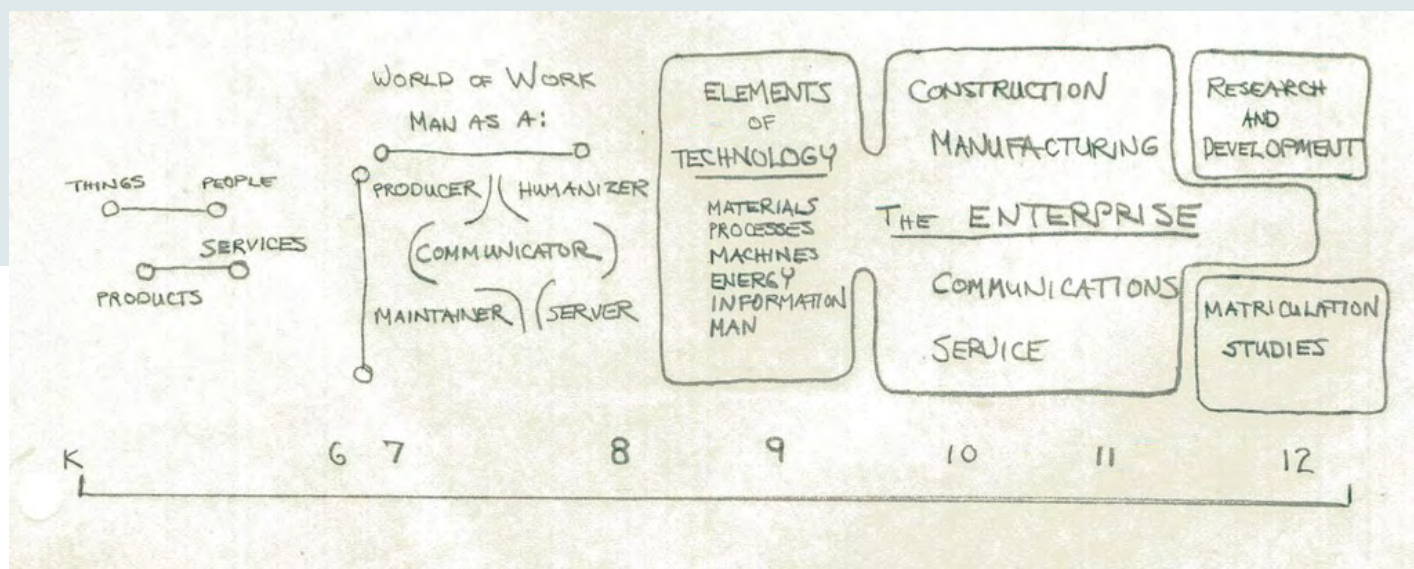 THINGS PEOPLE
SERVICES
PRODUCTS
WORLD OF WORK
MAN AS A:
PRODUCER HUMANIZER
(COMMUNICATOR)
MAINTAINER SERVER
ELEMENTS
OF
TECHNOLOGY
MATERIALS
PROCESSES
MACHINES
ENERGY
INFORMATION
MAN
CONSTRUCTION
MANUFACTURING
THE ENTERPRISE
COMMUNICATIONS
SERVICE
RESEARCH
AND
DEVELOPMENT
MATRICULATION
STUDIES
K 6 7 8 9 10 11 12